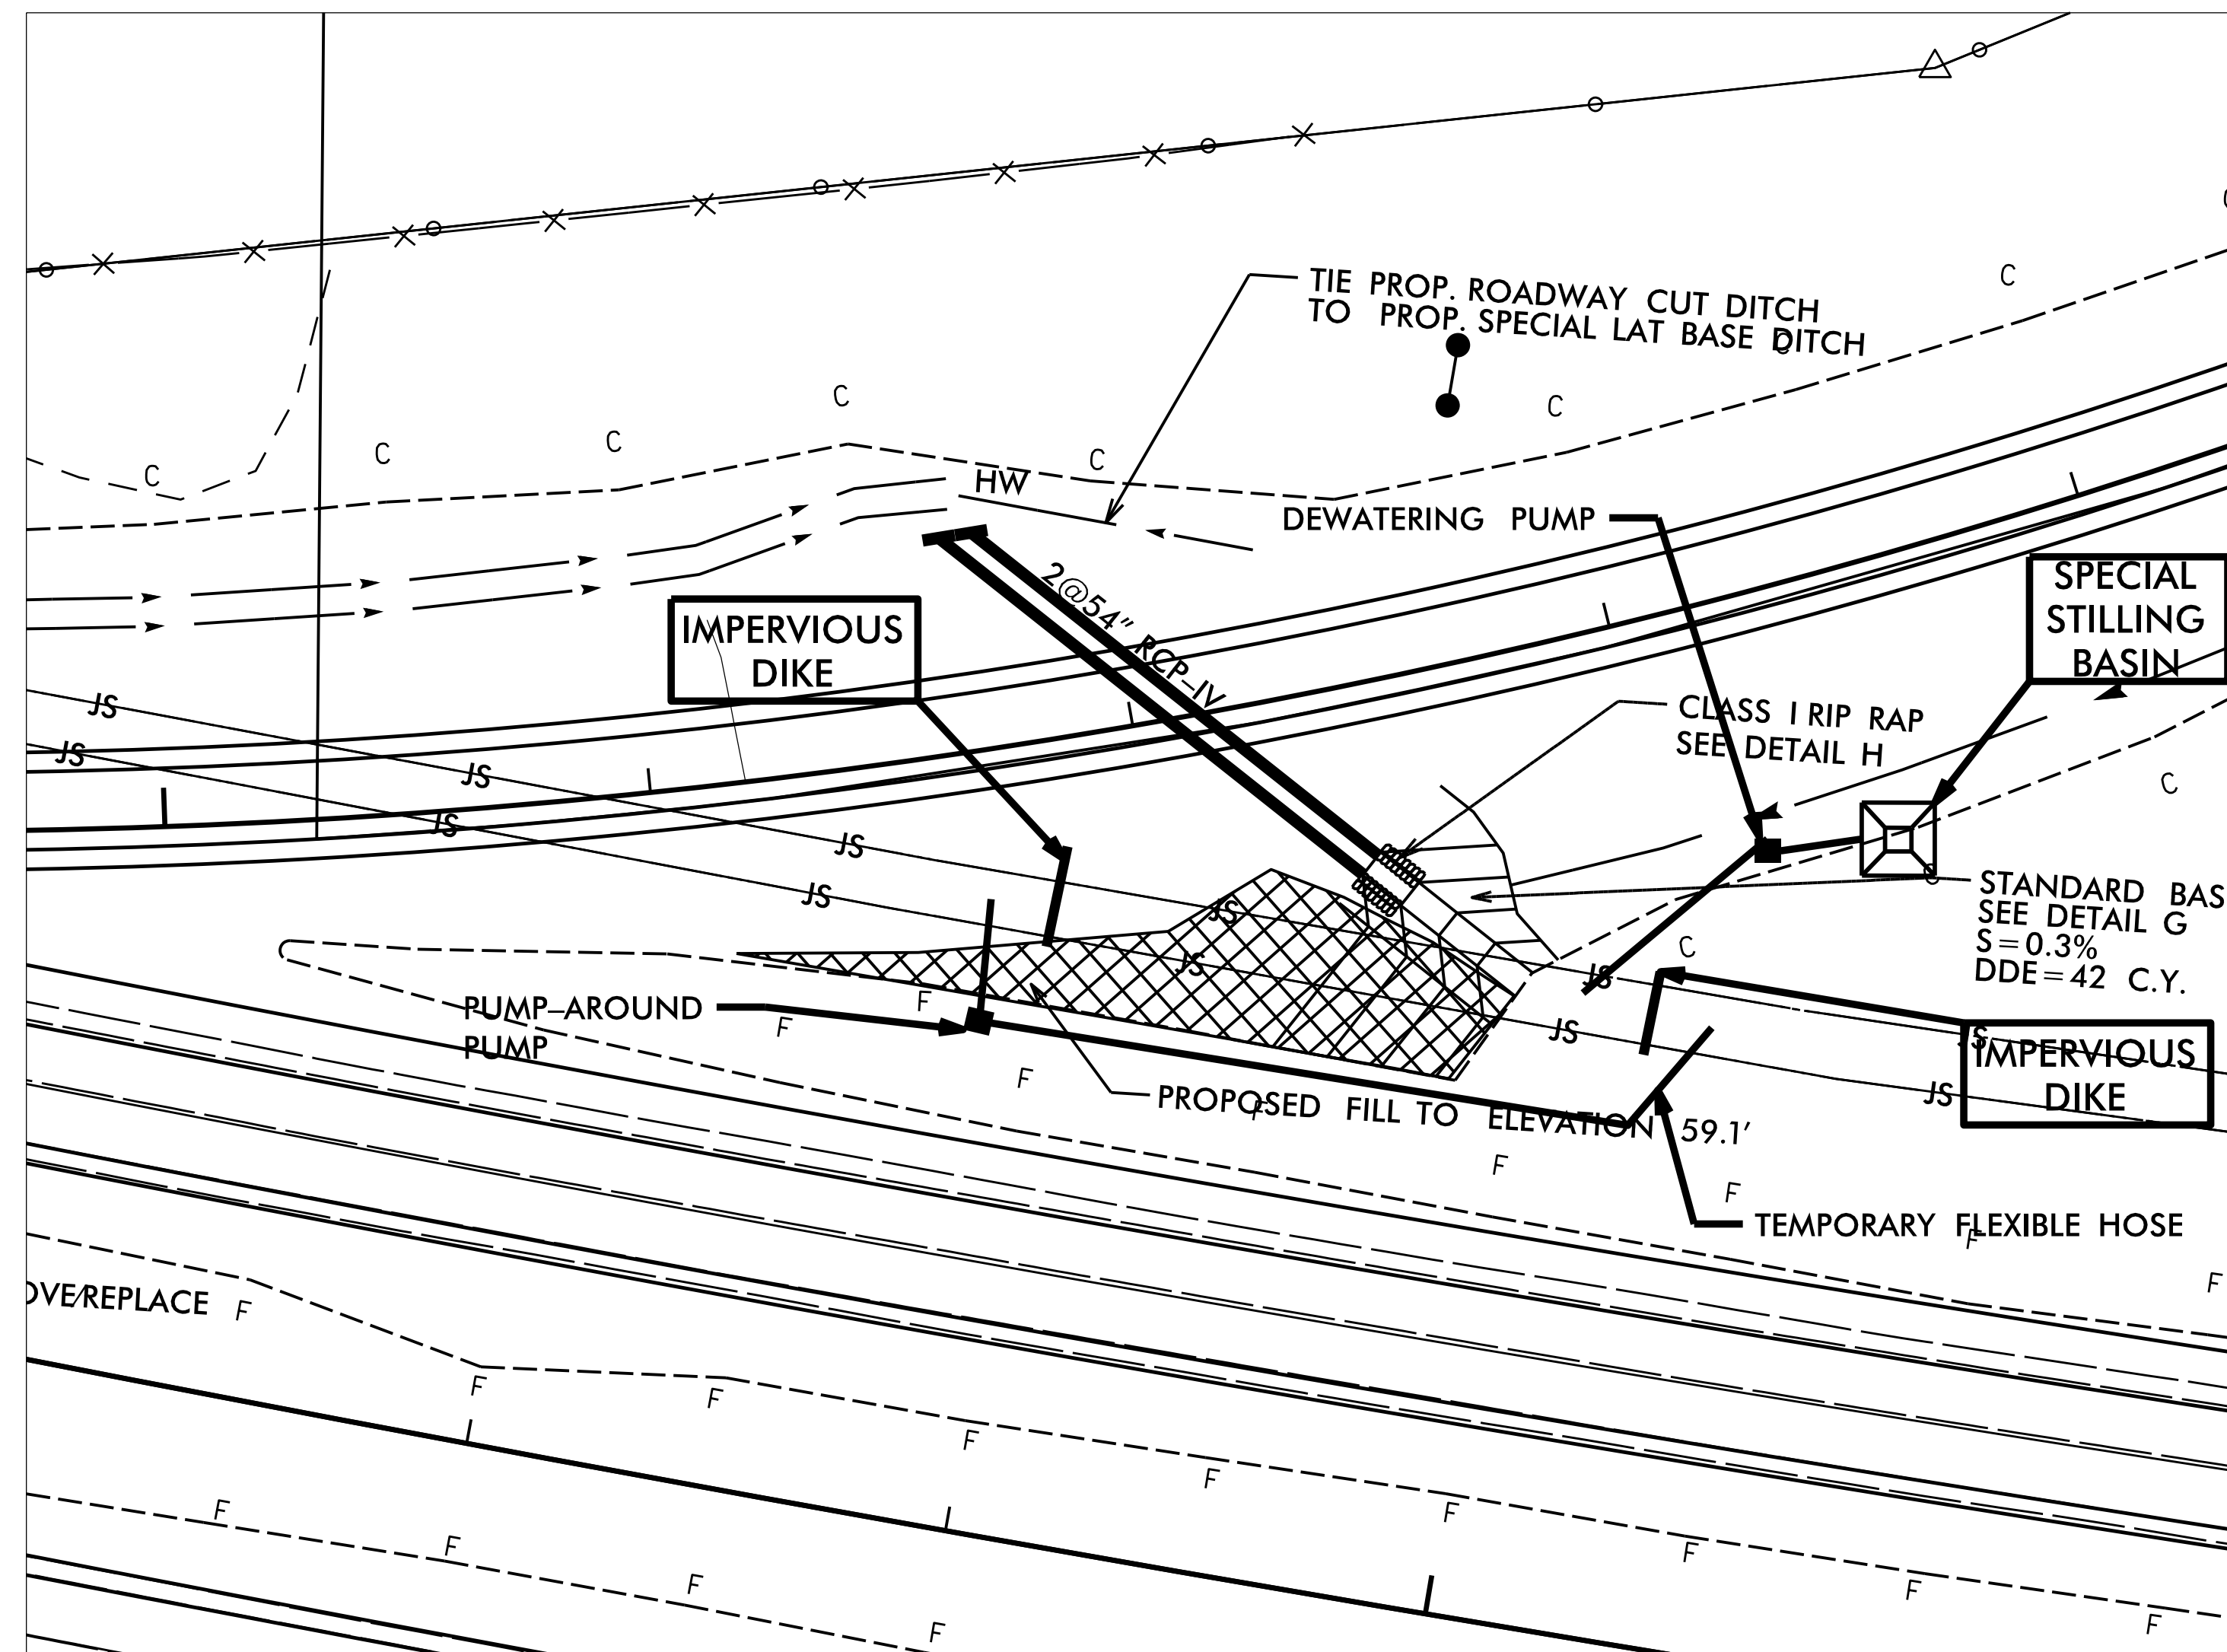 TIE PROP. ROADWAY CUT DITCH
TO PROP. SPECIAL LAT BASE DITCH
C
C
C
C
C
C
C
C
HW
DEWATERING PUMP
2@54" RCP-IV
SPECIAL
STILLING
BASIN
IMPERVIOUS
DIKE
JS
JS
CLASS I RIP RAP
SEE DETAIL H
JS
JS
JS
JS
C
STANDARD BAS
SEE DETAIL G
S=0.3%
DDE=42 C.Y.
JS
JS
C
JS
JS
JS
JS
PUMP-AROUND
PUMP
F
F
F
F
IMPERVIOUS
DIKE
PROPOSED FILL TO ELEVATION 59.1'
F
F
TEMPORARY FLEXIBLE HOSE
F
F
OVE/REPLACE
F
F
F
F
F
F
F
F
F
F
F
F
F